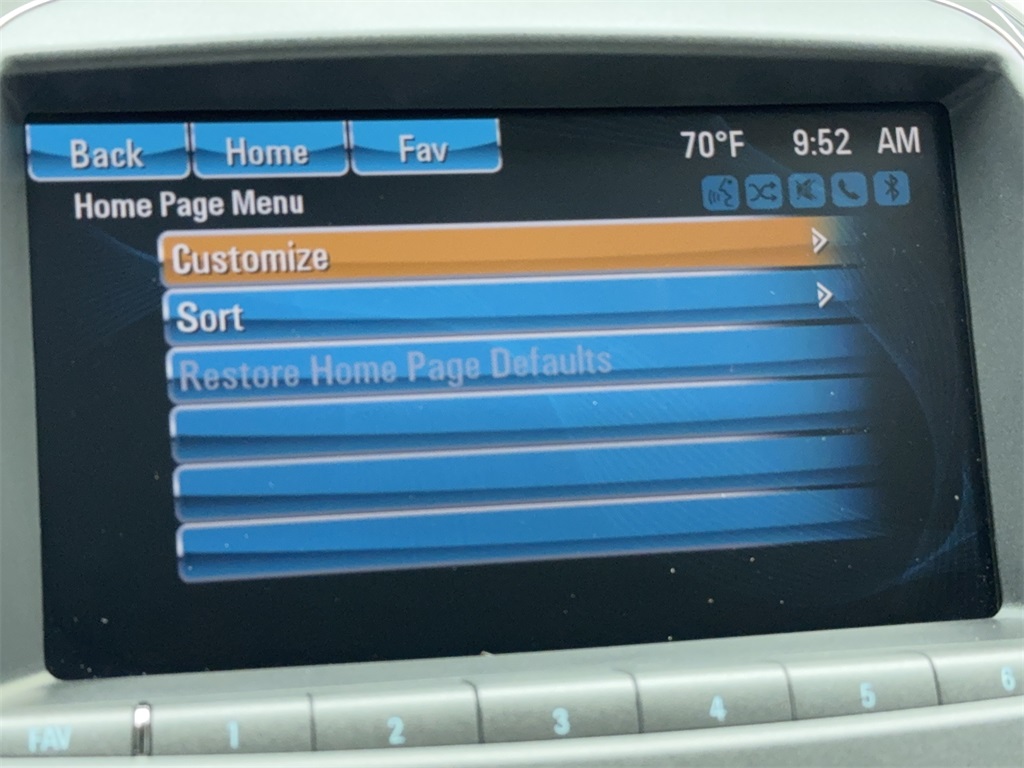 Back Home Fav 70°F 9:52 AM
Home Page Menu
Customize
Sort
Restore Home Page Defaults
FAV 1 2 3 4 5 6